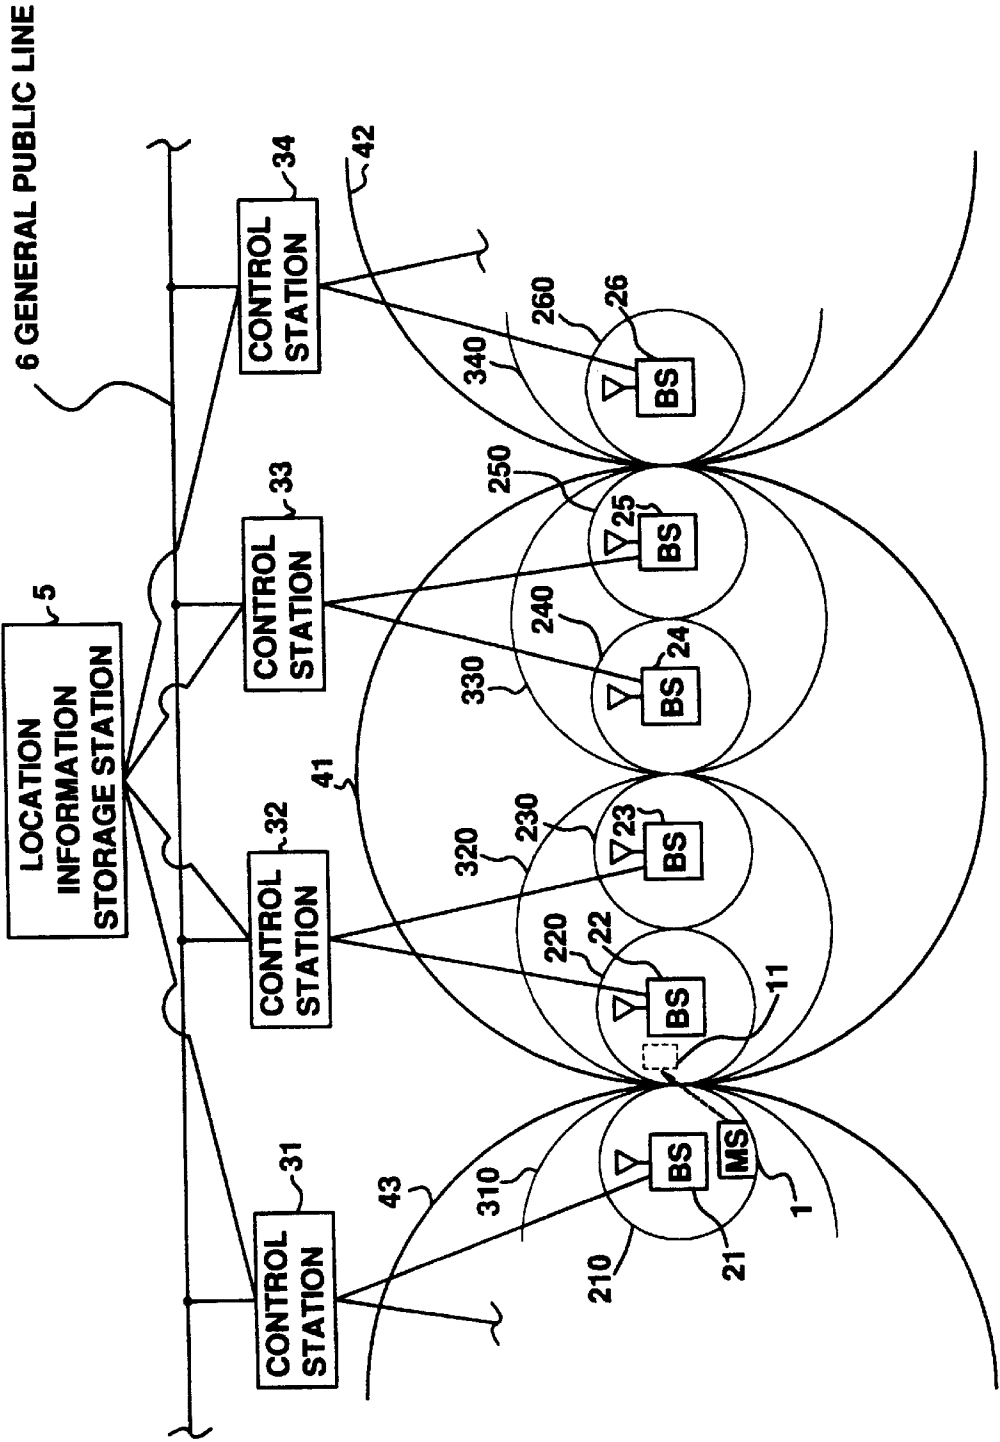 6 GENERAL PUBLIC LINE
LOCATION
INFORMATION
STORAGE STATION
5
CONTROL
STATION
31
CONTROL
STATION
32
CONTROL
STATION
33
CONTROL
STATION
34
43
41
42
310
320
330
340
210
220
230
240
250
260
BS
21
BS
22
BS
23
BS
24
BS
25
BS
26
MS
1
11